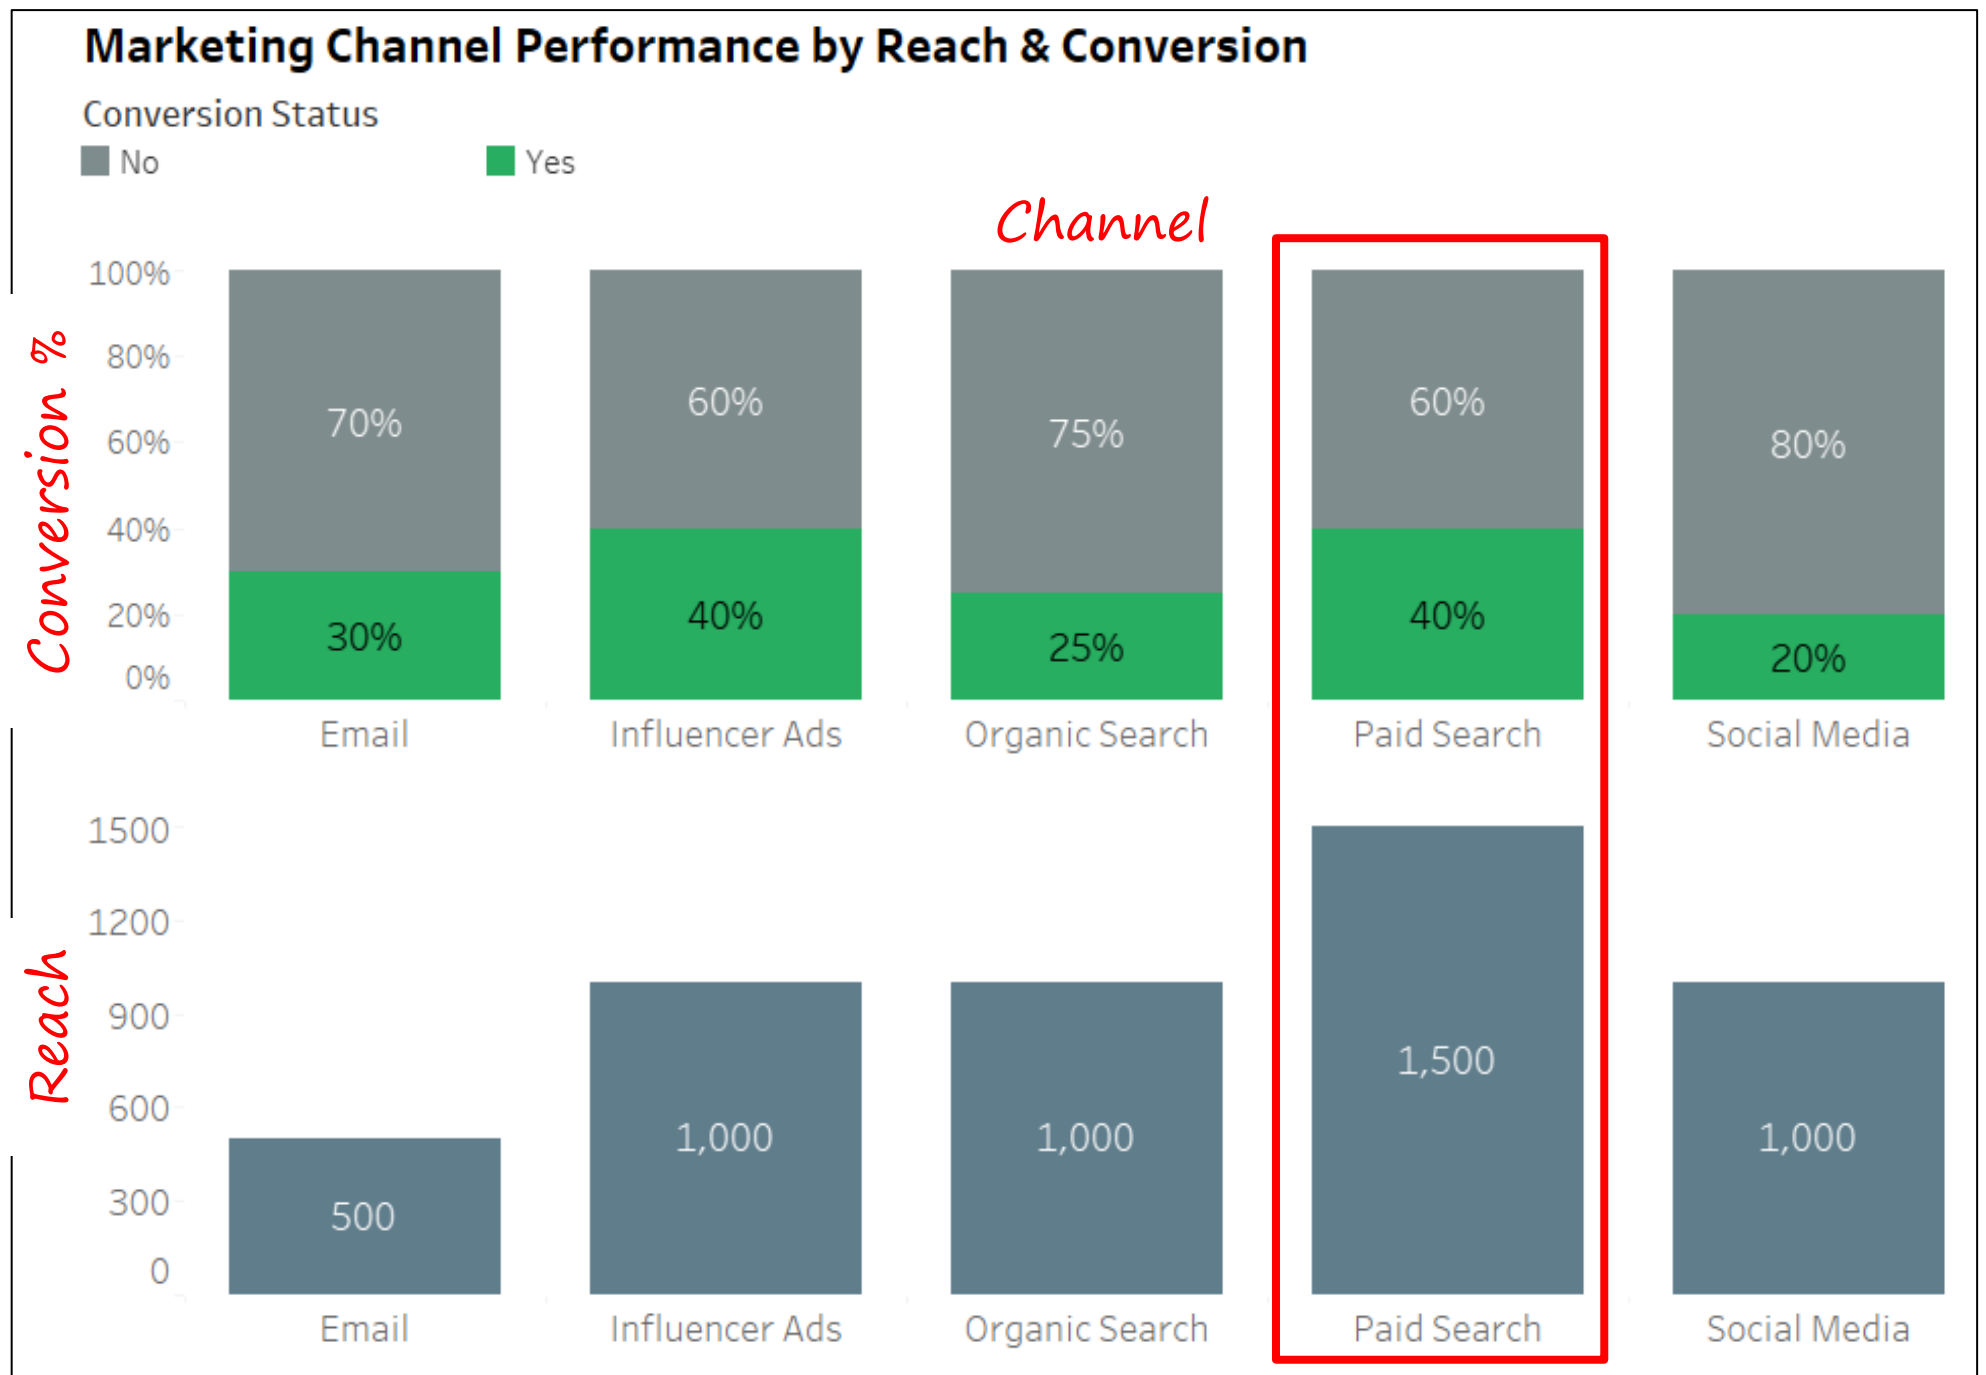 Marketing Channel Performance by Reach & Conversion
Conversion Status
No Yes
Channel
Conversion %
100%
80%
60%
40%
20%
0%
70% 60% 75% 60% 80%
30% 40% 25% 40% 20%
Email Influencer Ads Organic Search Paid Search Social Media
Reach
1500
1200
900
600
300
0
500 1,000 1,000 1,500 1,000
Email Influencer Ads Organic Search Paid Search Social Media